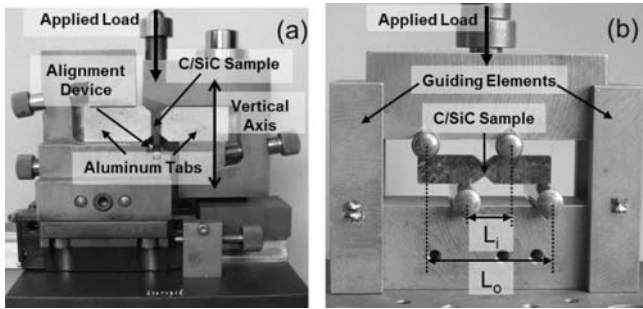 Applied Load
(a)
C/SiC Sample
Alignment
Device
Vertical
Axis
Aluminum Tabs
Applied Load
(b)
Guiding Elements
C/SiC Sample
Li
Lo